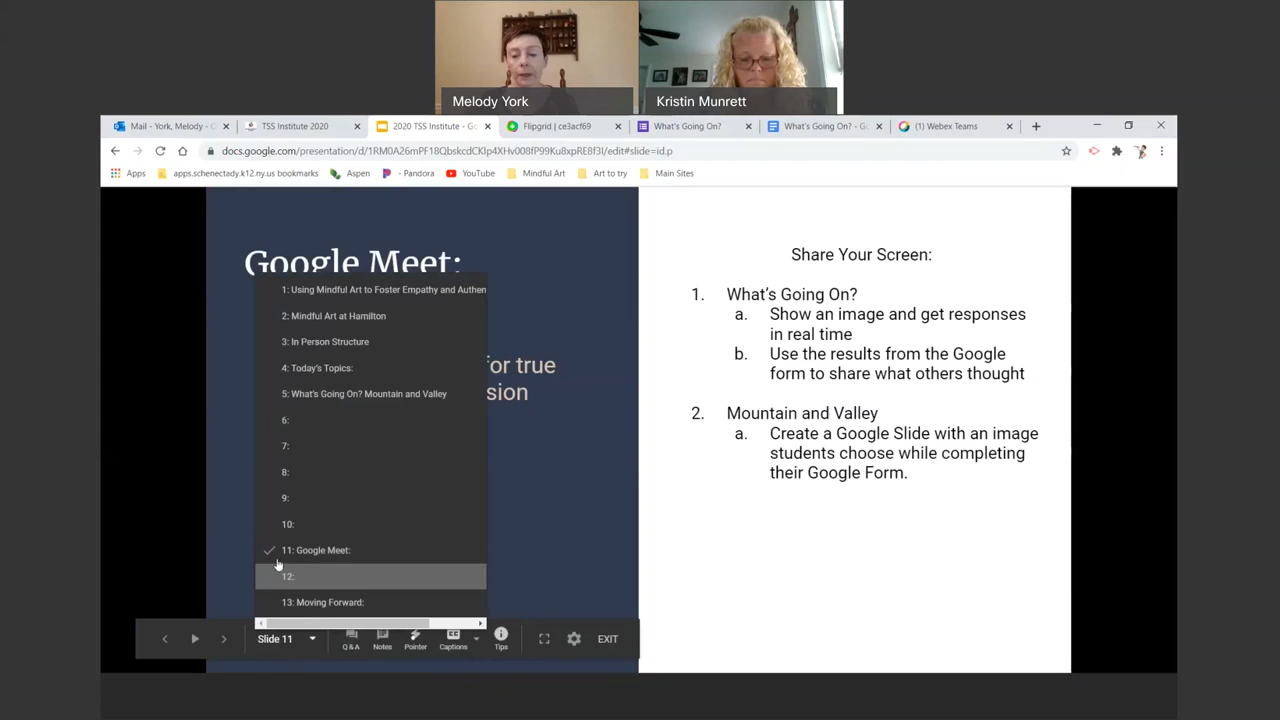 Melody York
Kristin Munrett
Mail - York, Melody - O
TSS Institute 2020
2020 TSS Institute - Go
Flipgrid | ce3acf69
What's Going On?
What's Going On? - G
(1) Webex Teams
docs.google.com/presentation/d/1RM0A26mPF18QbskcdCKlp4XHv008fP99Ku8xpRE8f3I/edit#slide=id.p
Apps
apps.schenectady.k12.ny.us bookmarks
Aspen
- Pandora
YouTube
Mindful Art
Art to try
Main Sites
Google Meet:
for true
sion
1: Using Mindful Art to Foster Empathy and Authen
2: Mindful Art at Hamilton
3: In Person Structure
4: Today's Topics:
5: What's Going On? Mountain and Valley
6:
7:
8:
9:
10:
11: Google Meet:
12:
13: Moving Forward:
Slide 11
Q & A
Notes
Pointer
Captions
Tips
EXIT
Share Your Screen:
1. What's Going On?
a. Show an image and get responses
in real time
b. Use the results from the Google
form to share what others thought
2. Mountain and Valley
a. Create a Google Slide with an image
students choose while completing
their Google Form.